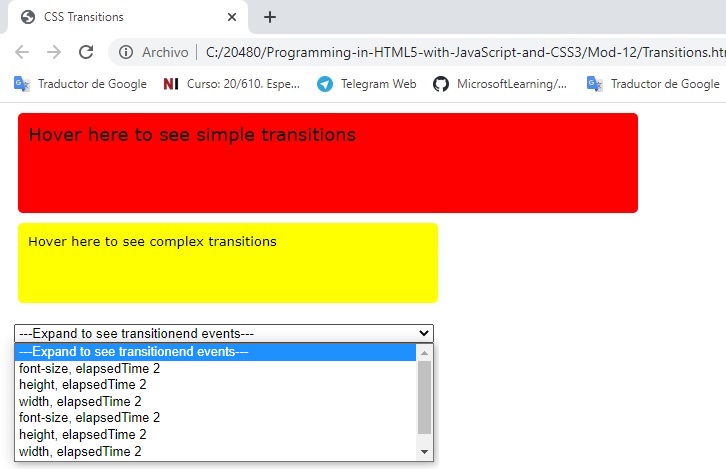 CSS Transitions
Archivo C:/20480/Programming-in-HTML5-with-JavaScript-and-CSS3/Mod-12/Transitions.htm
Traductor de Google NI Curso: 20/610. Espe... Telegram Web MicrosoftLearning/... Traductor de Google
Hover here to see simple transitions
Hover here to see complex transitions
---Expand to see transitionend events---
---Expand to see transitionend events---
font-size, elapsedTime 2
height, elapsedTime 2
width, elapsedTime 2
font-size, elapsedTime 2
height, elapsedTime 2
width, elapsedTime 2